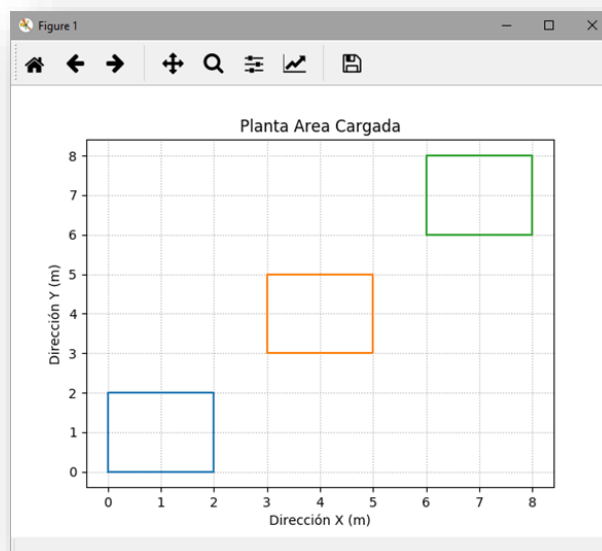 Figure 1
Planta Area Cargada
8
7
6
5
4
3
2
1
0
Dirección Y (m)
0 1 2 3 4 5 6 7 8
Dirección X (m)